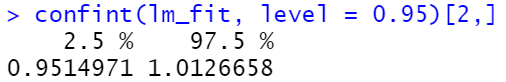 > confint(lm_fit, level = 0.95)[2,]
2.5 % 97.5 %
0.9514971 1.0126658